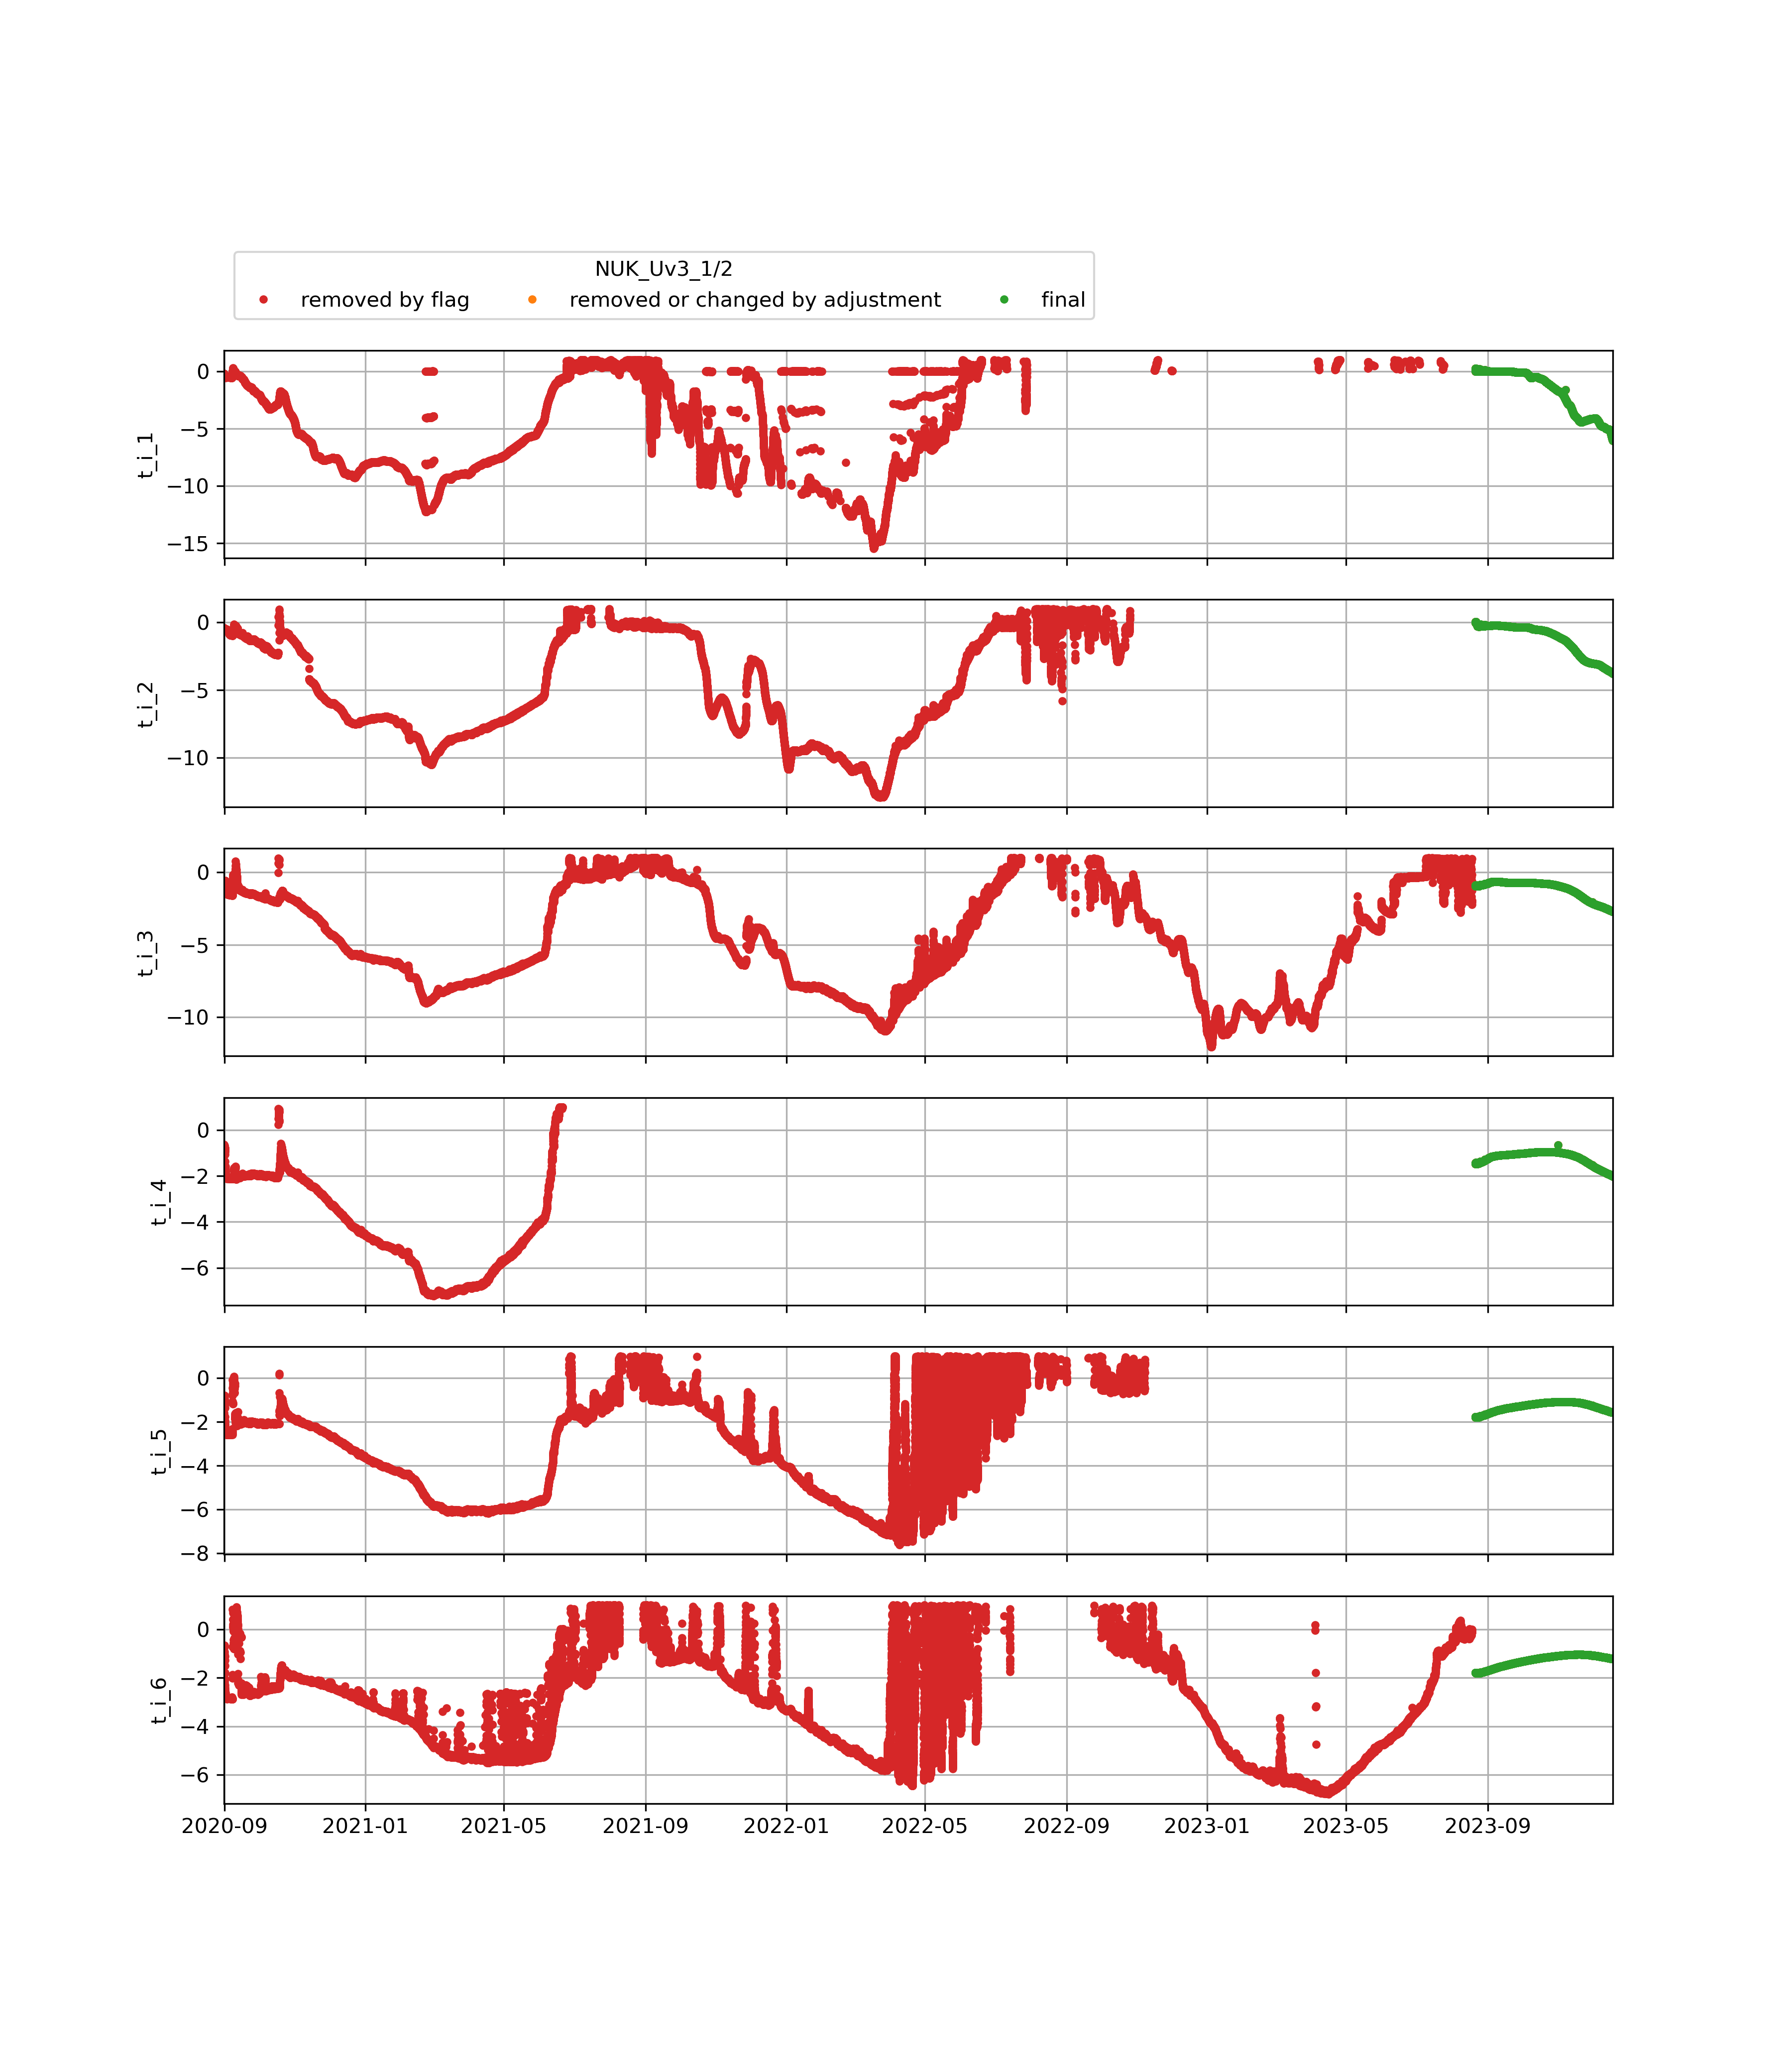 NUK_Uv3_1/2
removed by flag removed or changed by adjustment final
0
−5
−10
−15
t_i_1
0
−5
−10
t_i_2
0
−5
−10
t_i_3
0
−2
−4
−6
t_i_4
0
−2
−4
−6
−8
t_i_5
0
−2
−4
−6
t_i_6
2020-09 2021-01 2021-05 2021-09 2022-01 2022-05 2022-09 2023-01 2023-05 2023-09